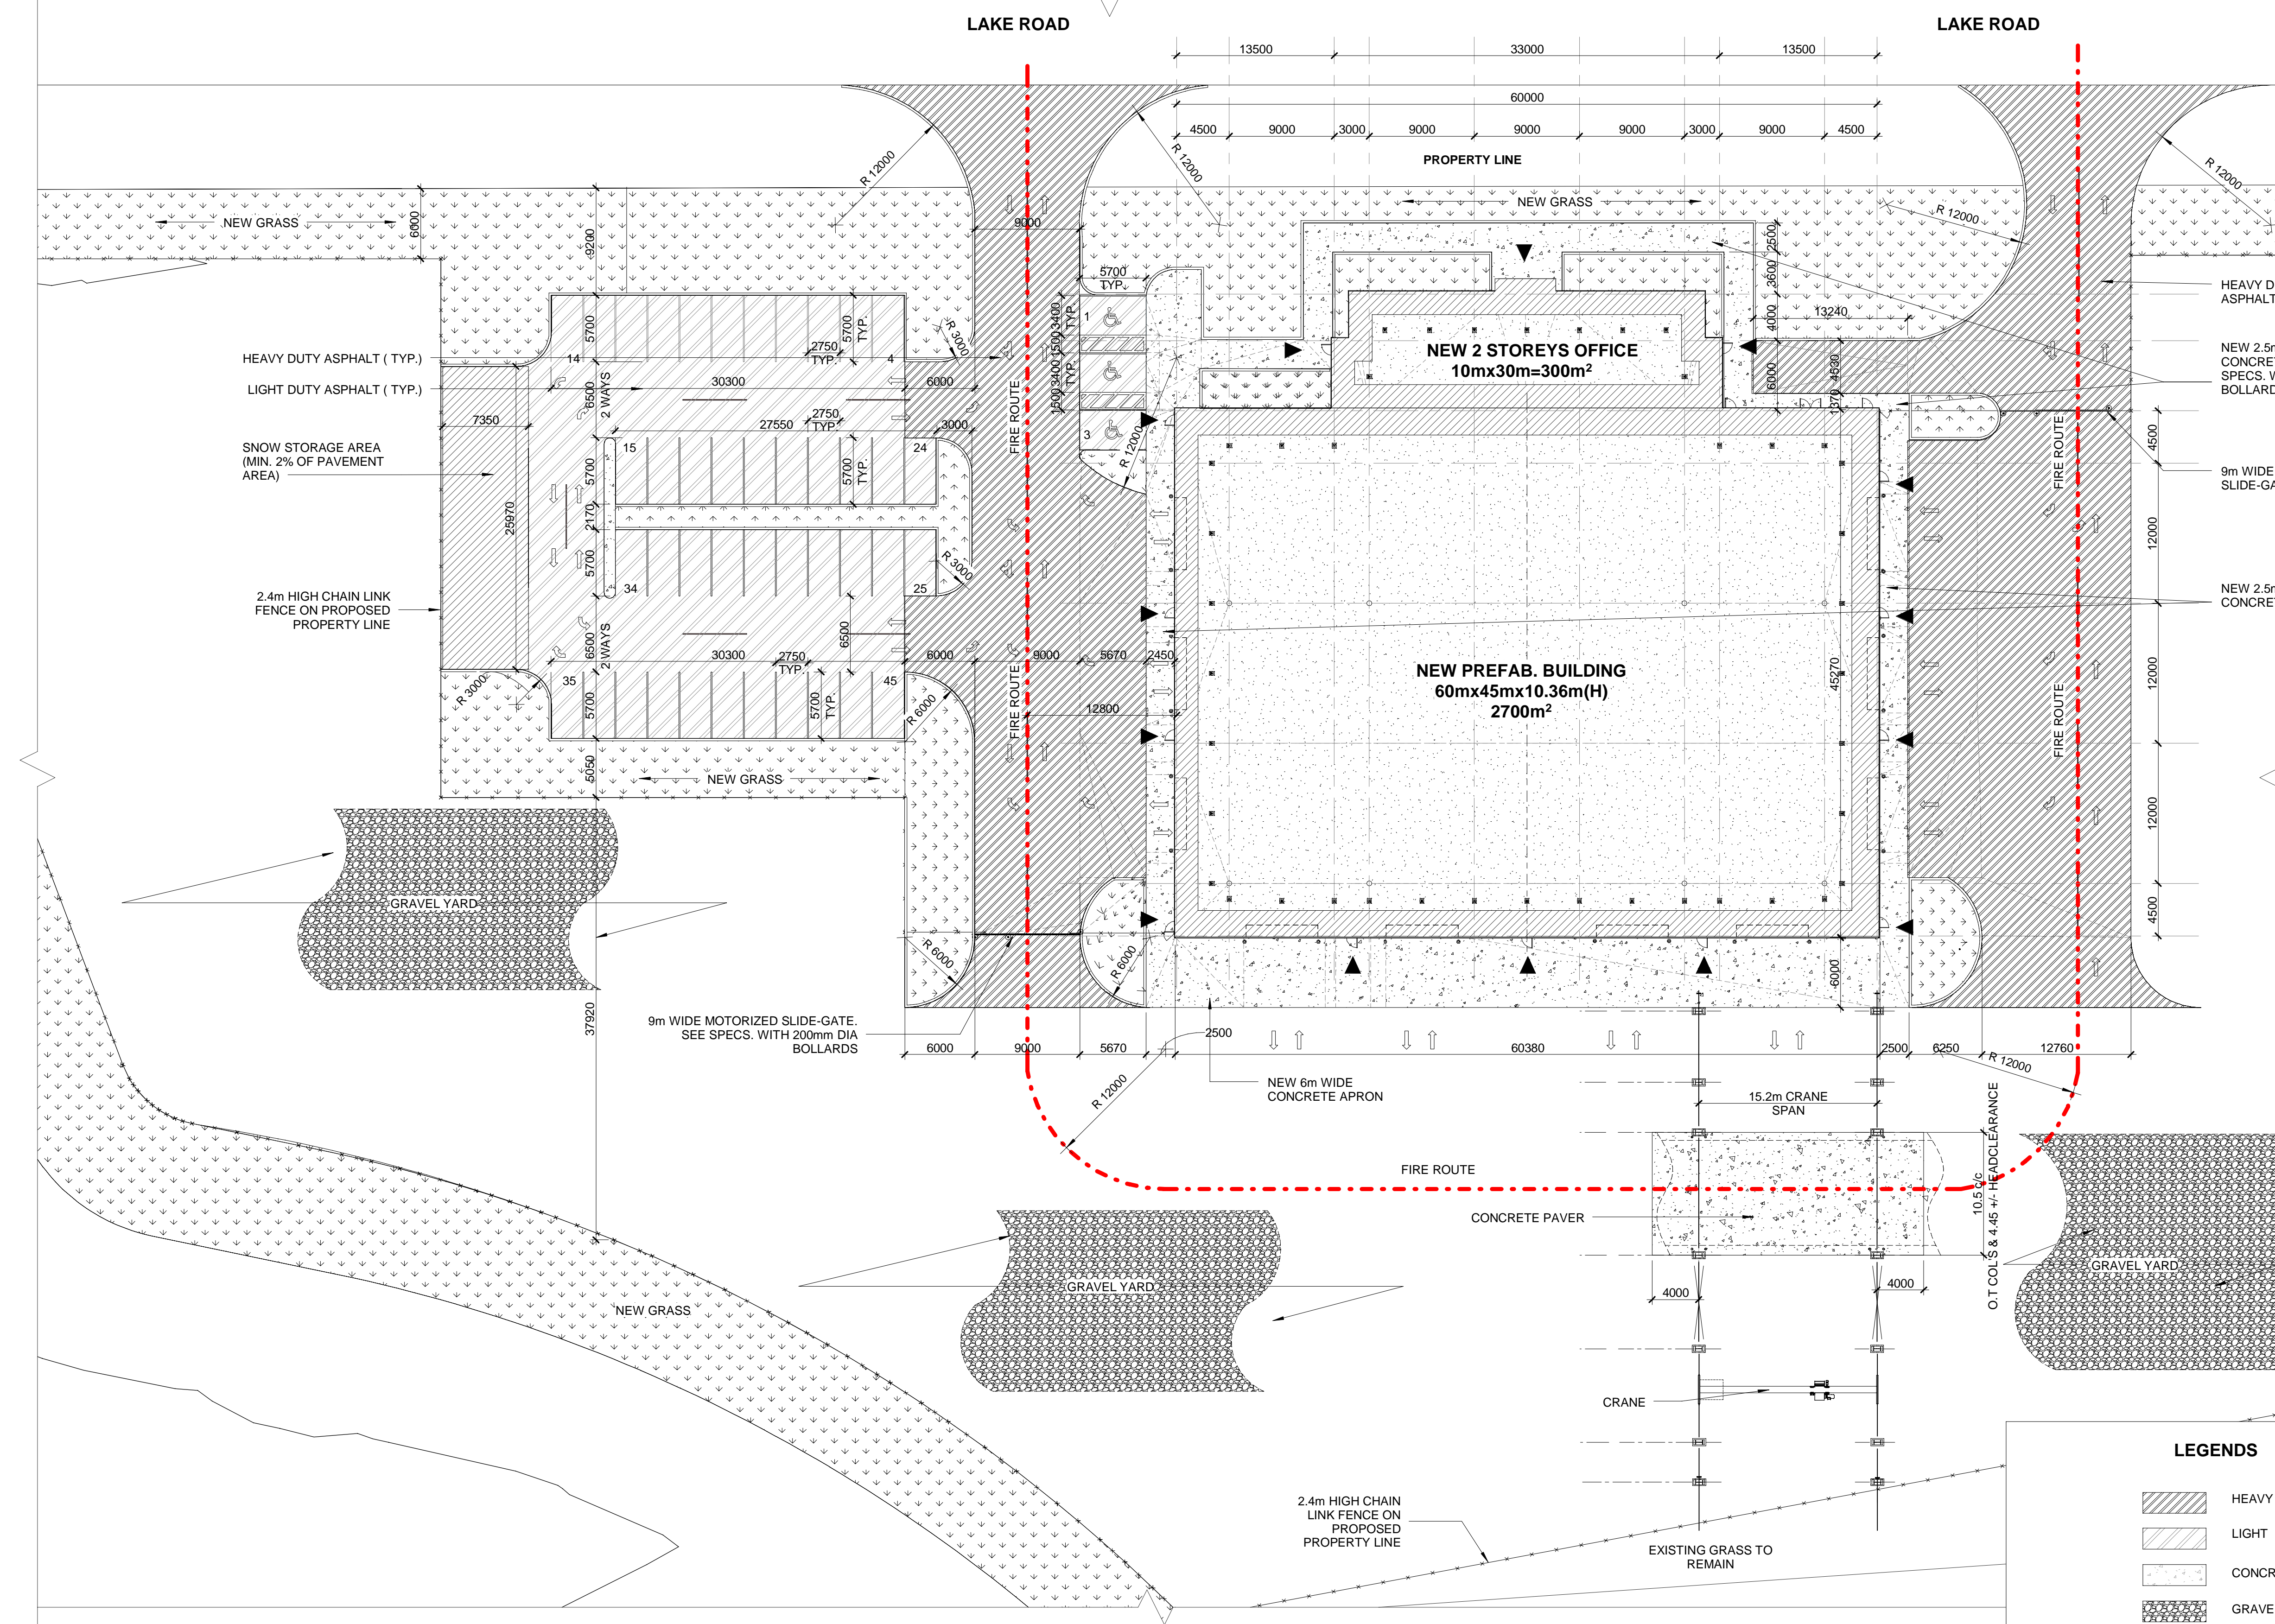 LAKE ROAD
LAKE ROAD
13500
33000
13500
60000
4500
9000
3000
9000
9000
9000
3000
9000
4500
PROPERTY LINE
R 12000
R 12000
R 12000
R 12000
NEW GRASS
6000
9200
9000
NEW GRASS
2500
3600
4000
6000
13240
4530
1370
5700
TYP.
1
3400
TYP.
1500
3400
TYP.
1500
3
R 12000
HEAVY D
ASPHALT
NEW 2.5m
CONCRE
SPECS. W
BOLLARD
9m WIDE
SLIDE-GA
NEW 2.5m
CONCRE
HEAVY DUTY ASPHALT ( TYP.)
LIGHT DUTY ASPHALT ( TYP.)
SNOW STORAGE AREA
(MIN. 2% OF PAVEMENT
AREA)
2.4m HIGH CHAIN LINK
FENCE ON PROPOSED
PROPERTY LINE
7350
25970
5700
14
5700
TYP.
2750
TYP.
4
R 3000
6500
2 WAYS
30300
6000
2750
TYP.
27550
3000
15
24
5700
5700
TYP.
2170
5700
34
25
R 3000
6500
2 WAYS
6500
30300
2750
TYP.
6000
9000
5670
2450
35
45
5700
5700
TYP.
R 3000
R 6000
5050
NEW GRASS
12800
FIRE ROUTE
FIRE ROUTE
FIRE ROUTE
FIRE ROUTE
NEW 2 STOREYS OFFICE
10mx30m=300m²
NEW PREFAB. BUILDING
60mx45mx10.36m(H)
2700m²
45270
4500
12000
12000
12000
4500
6000
GRAVEL YARD
37920
R 6000
R 6000
9m WIDE MOTORIZED SLIDE-GATE.
SEE SPECS. WITH 200mm DIA
BOLLARDS
6000
9000
5670
2500
60380
2500
6250
12760
R 12000
R 12000
NEW 6m WIDE
CONCRETE APRON
15.2m CRANE
SPAN
FIRE ROUTE
CONCRETE PAVER
10.5 c/c
O.T COL'S & 4.45 +/- HEADCLEARANCE
4000
4000
GRAVEL YARD
GRAVEL YARD
NEW GRASS
CRANE
2.4m HIGH CHAIN
LINK FENCE ON
PROPOSED
PROPERTY LINE
EXISTING GRASS TO
REMAIN
LEGENDS
HEAVY
LIGHT
CONCR
GRAVE